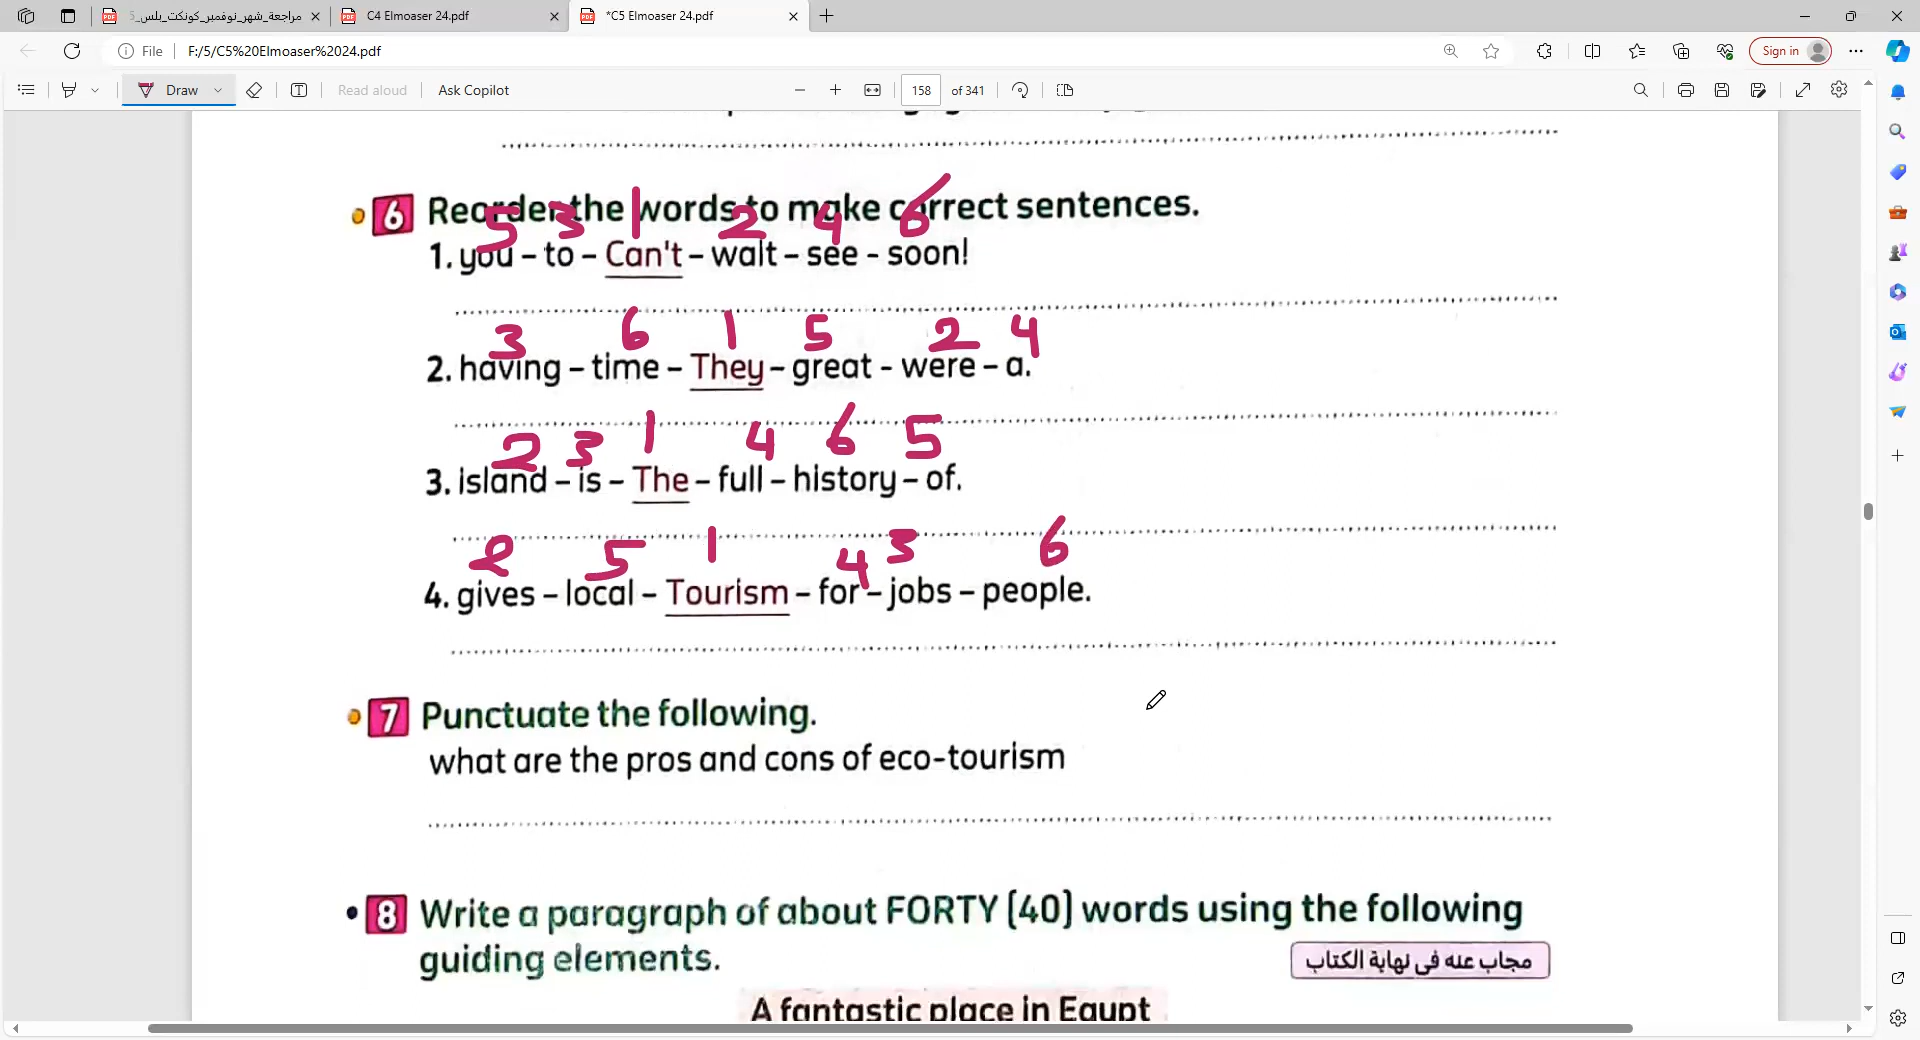 مراجعة_شهر_نوفمبر_كونكت_بلس_5
C4 Elmoaser 24.pdf
*C5 Elmoaser 24.pdf
File
F:/5/C5%20Elmoaser%2024.pdf
Sign in
Draw
Read aloud
Ask Copilot
158 of 341
6 Reorder the words to make correct sentences.
5 3 1 2 4 6
1. you – to – Can't – wait – see - soon!
3 6 1 5 2 4
2. having – time – They – great - were – a.
2 3 1 4 6 5
3. island – is – The – full – history – of.
2 5 1 4 3 6
4. gives – local – Tourism – for – jobs – people.
7 Punctuate the following.
what are the pros and cons of eco-tourism
8 Write a paragraph of about FORTY (40) words using the following
guiding elements.
مجاب عنه فى نهاية الكتاب
A fantastic place in Egypt